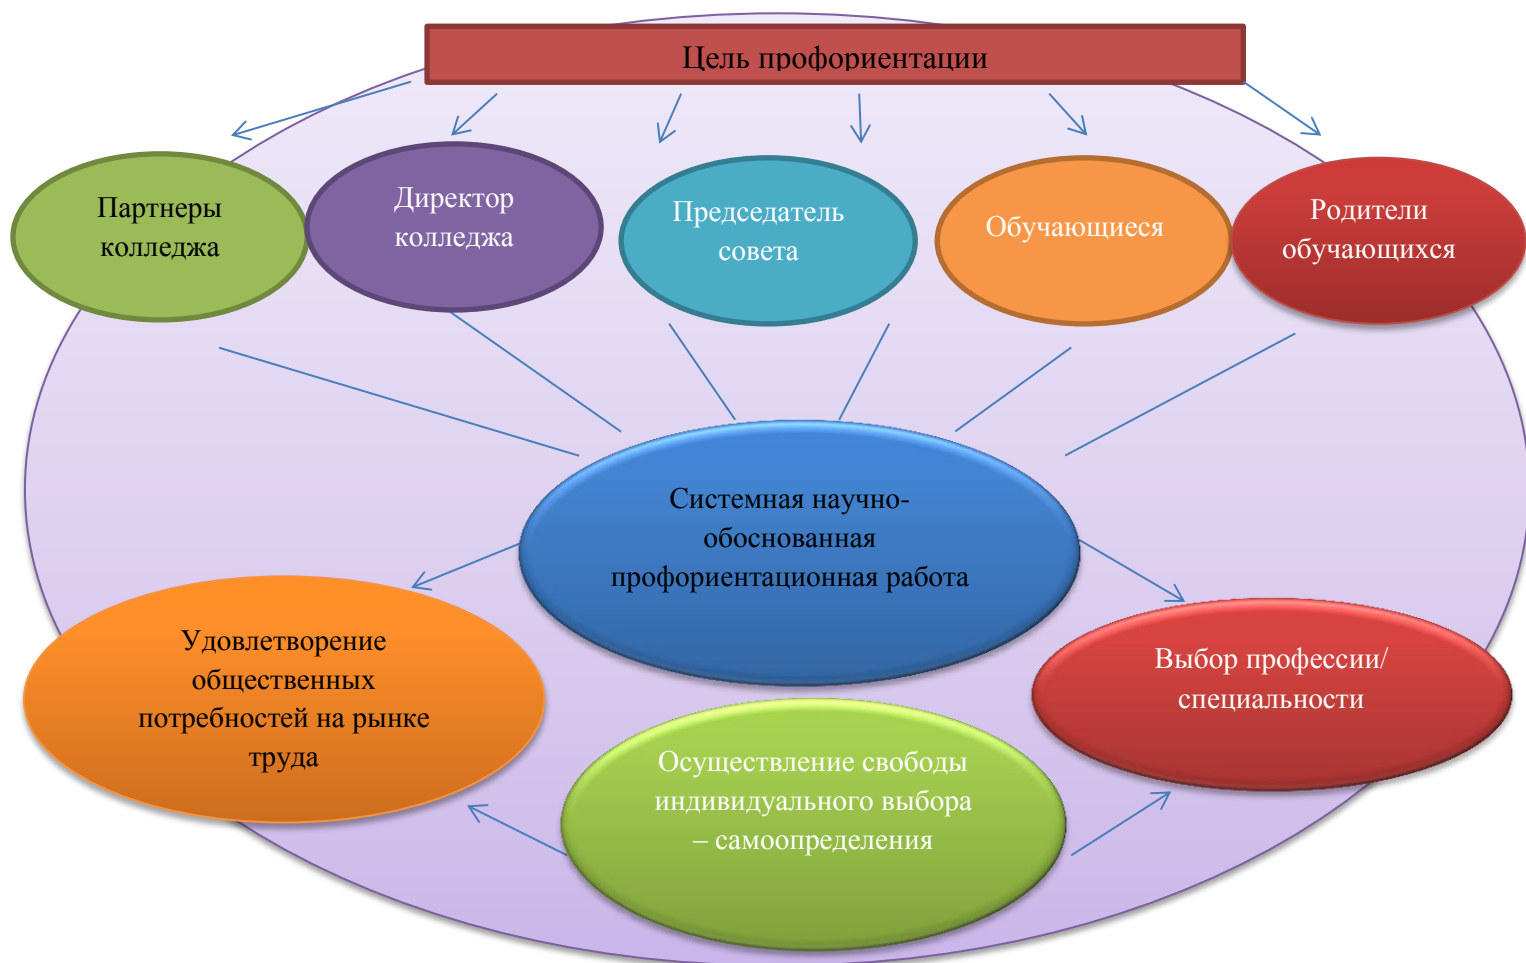 Цель профориентации
Партнеры
колледжа
Директор
колледжа
Председатель
совета
Обучающиеся
Родители
обучающихся
Системная научно-
обоснованная
профориентационная работа
Удовлетворение
общественных
потребностей на рынке
труда
Осуществление свободы
индивидуального выбора
– самоопределения
Выбор профессии/
специальности